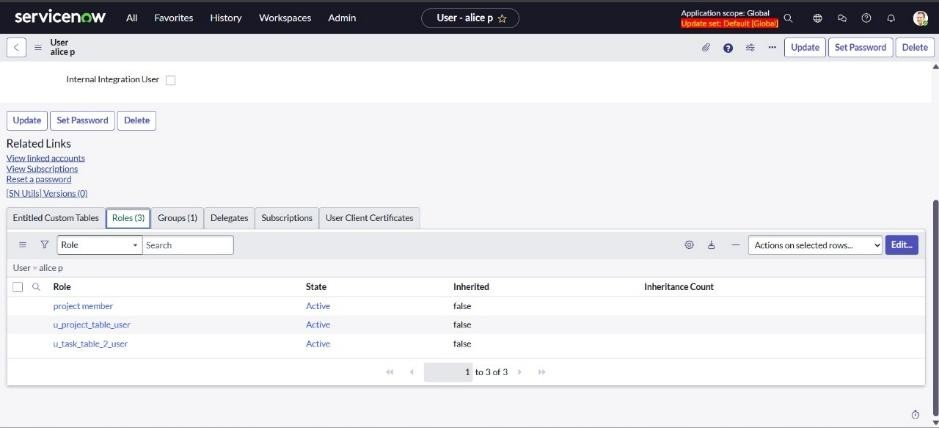 servicenow All Favorites History Workspaces Admin User - alice p Application scope: Global
Update set: Default [Global]
User
alice p
Update Set Password Delete
Internal Integration User
Update Set Password Delete
Related Links
View linked accounts
View Subscriptions
Reset a password
[SN Utils] Versions (0)
Entitled Custom Tables Roles (3) Groups (1) Delegates Subscriptions User Client Certificates
Role Search Actions on selected rows... Edit...
User = alice p
Role State Inherited Inheritance Count
project member Active false
u_project_table_user Active false
u_task_table_2_user Active false
1 to 3 of 3